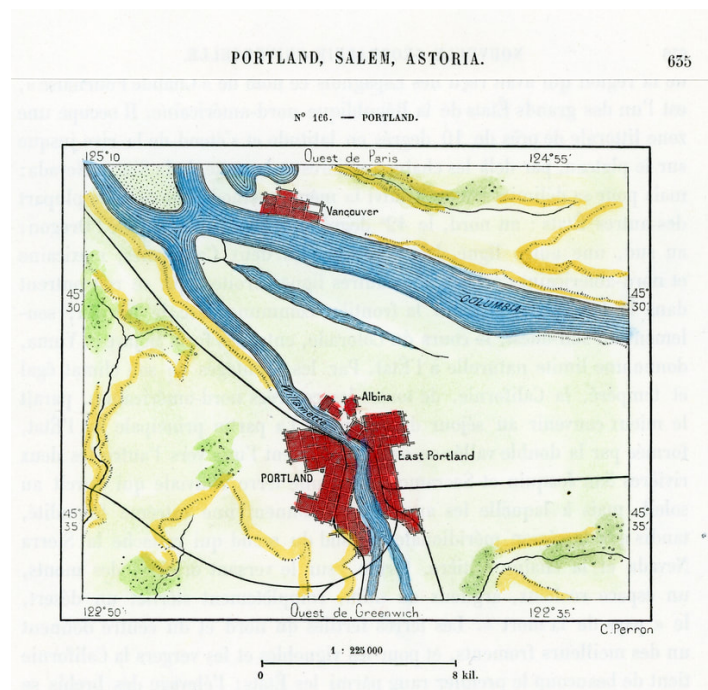 PORTLAND, SALEM, ASTORIA. 635
Nº 166. — PORTLAND.
125°10 Ouest de Paris 124°55'
Vancouver
COLUMBIA
45° 45°
30' 30'
Willamette
Albina
East Portland
PORTLAND
45° 45°
35' 35'
122°50' Ouest de Greenwich 122°35'
C. Perron
1 : 225 000
0 8 kil.